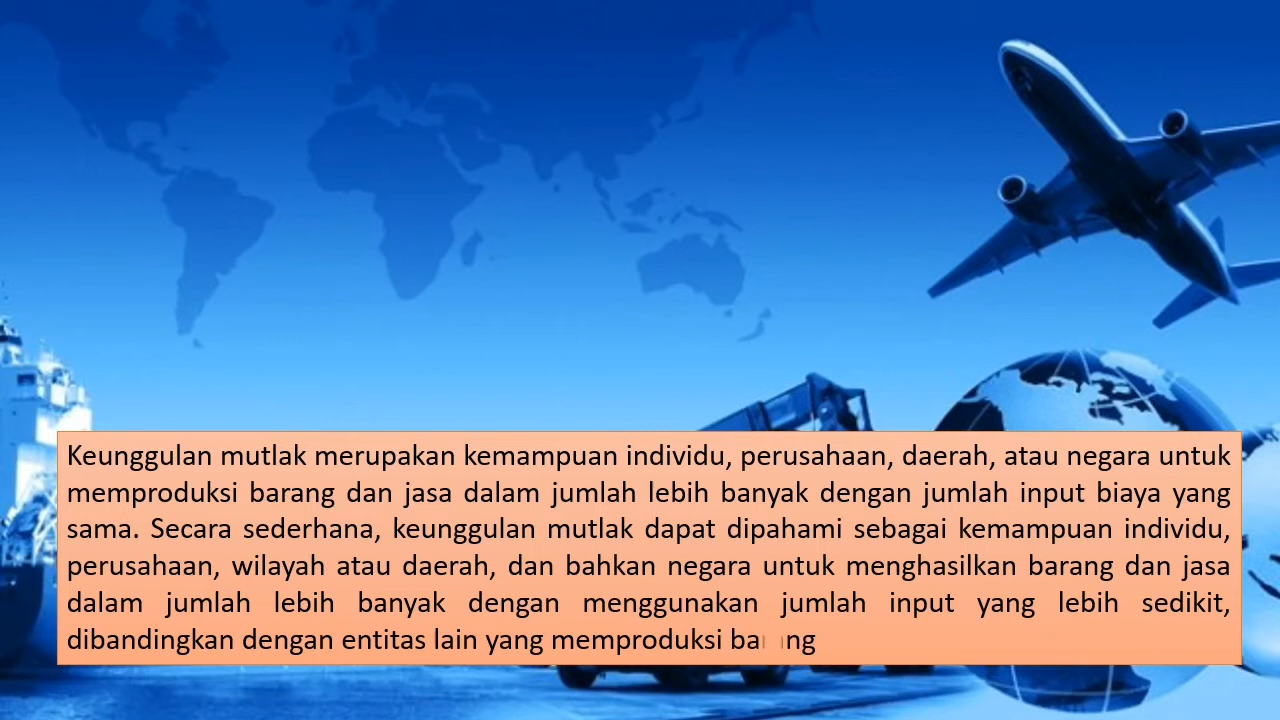 Keunggulan mutlak merupakan kemampuan individu, perusahaan, daerah, atau negara untuk
memproduksi barang dan jasa dalam jumlah lebih banyak dengan jumlah input biaya yang
sama. Secara sederhana, keunggulan mutlak dapat dipahami sebagai kemampuan individu,
perusahaan, wilayah atau daerah, dan bahkan negara untuk menghasilkan barang dan jasa
dalam jumlah lebih banyak dengan menggunakan jumlah input yang lebih sedikit,
dibandingkan dengan entitas lain yang memproduksi